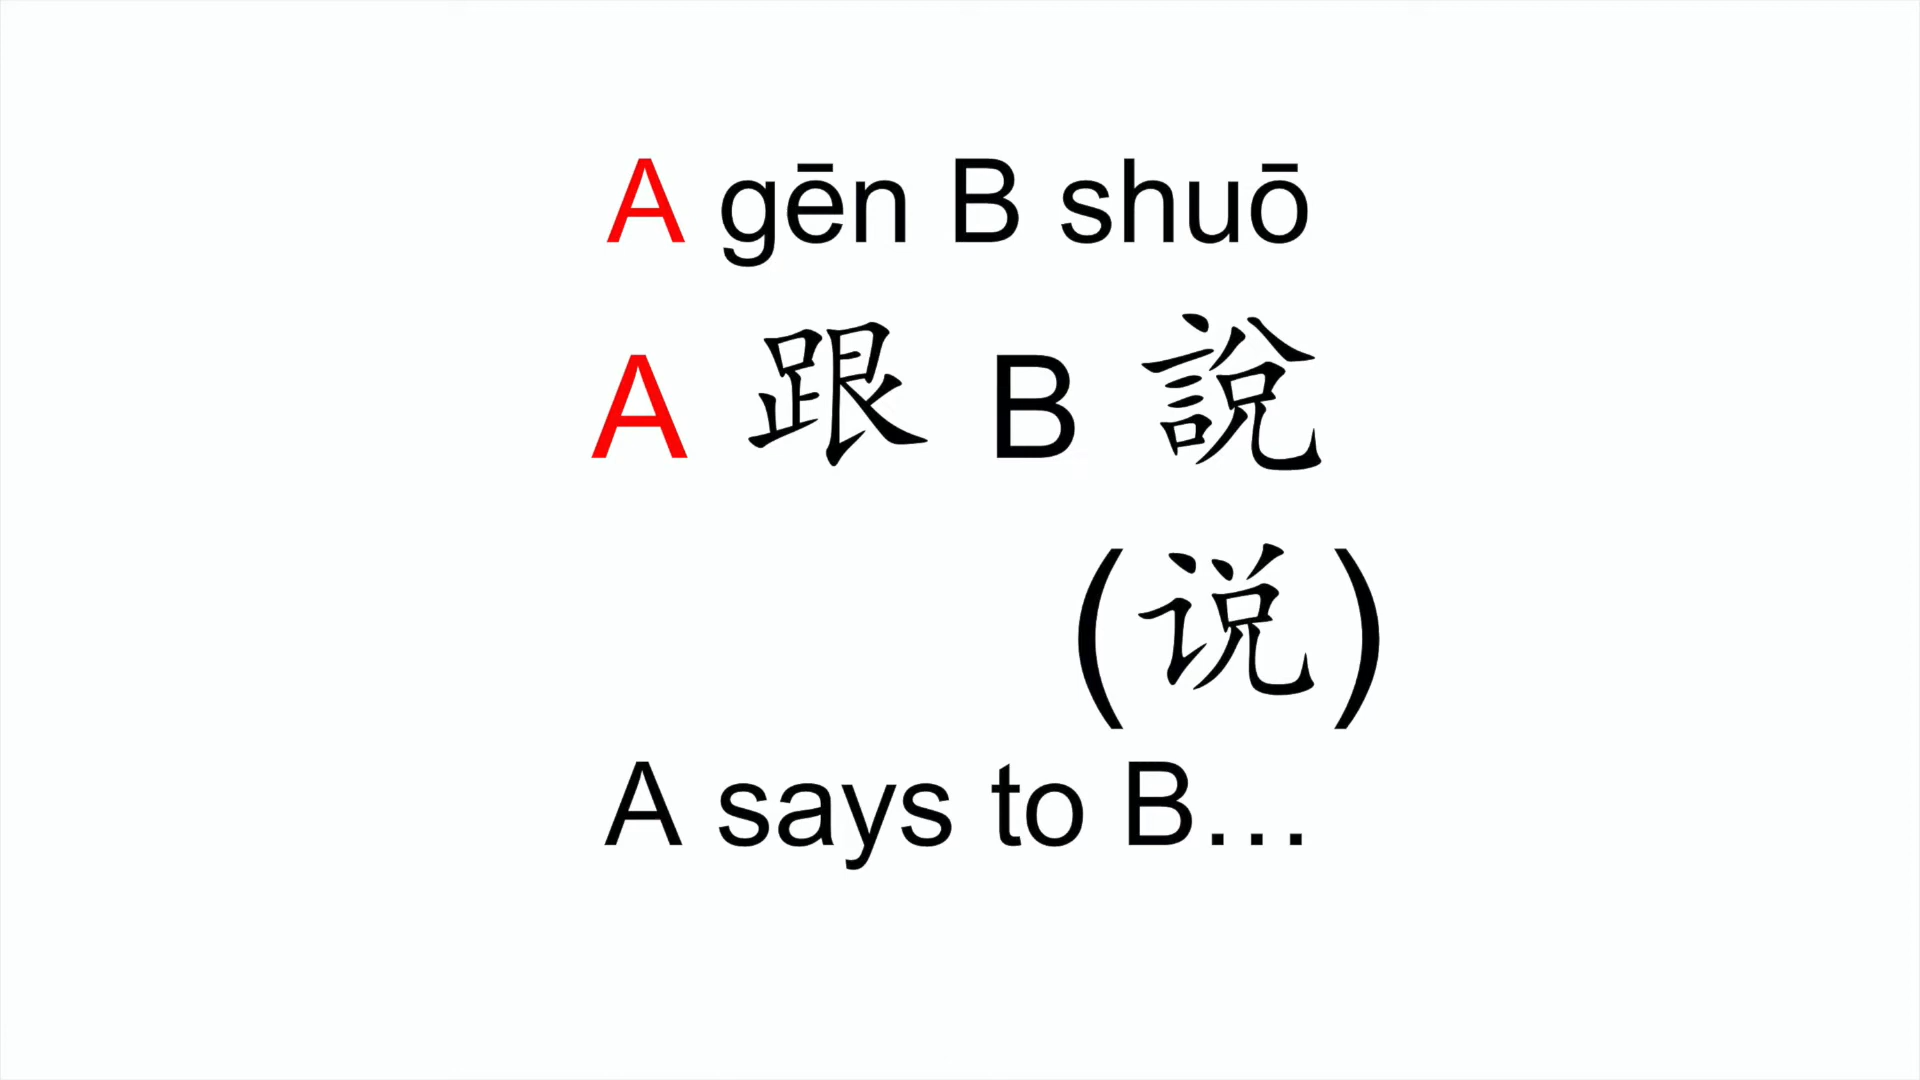 A gēn B shuō
A 跟 B 說
(说)
A says to B…